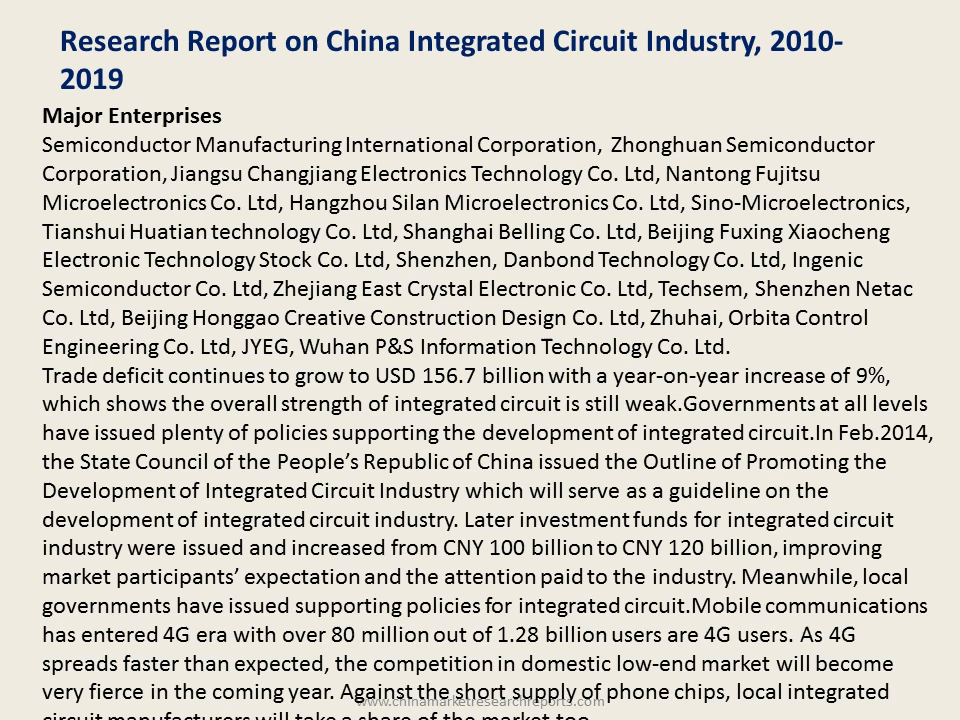 Research Report on China Integrated Circuit Industry, 2010-
2019
Major Enterprises
Semiconductor Manufacturing International Corporation, Zhonghuan Semiconductor
Corporation, Jiangsu Changjiang Electronics Technology Co. Ltd, Nantong Fujitsu
Microelectronics Co. Ltd, Hangzhou Silan Microelectronics Co. Ltd, Sino-Microelectronics,
Tianshui Huatian technology Co. Ltd, Shanghai Belling Co. Ltd, Beijing Fuxing Xiaocheng
Electronic Technology Stock Co. Ltd, Shenzhen, Danbond Technology Co. Ltd, Ingenic
Semiconductor Co. Ltd, Zhejiang East Crystal Electronic Co. Ltd, Techsem, Shenzhen Netac
Co. Ltd, Beijing Honggao Creative Construction Design Co. Ltd, Zhuhai, Orbita Control
Engineering Co. Ltd, JYEG, Wuhan P&S Information Technology Co. Ltd.
Trade deficit continues to grow to USD 156.7 billion with a year-on-year increase of 9%,
which shows the overall strength of integrated circuit is still weak.Governments at all levels
have issued plenty of policies supporting the development of integrated circuit.In Feb.2014,
the State Council of the People’s Republic of China issued the Outline of Promoting the
Development of Integrated Circuit Industry which will serve as a guideline on the
development of integrated circuit industry. Later investment funds for integrated circuit
industry were issued and increased from CNY 100 billion to CNY 120 billion, improving
market participants’ expectation and the attention paid to the industry. Meanwhile, local
governments have issued supporting policies for integrated circuit.Mobile communications
has entered 4G era with over 80 million out of 1.28 billion users are 4G users. As 4G
spreads faster than expected, the competition in domestic low-end market will become
very fierce in the coming year. Against the short supply of phone chips, local integrated
www.chinamarketresearchreports.com
circuit manufacturers will take a share of the market too.